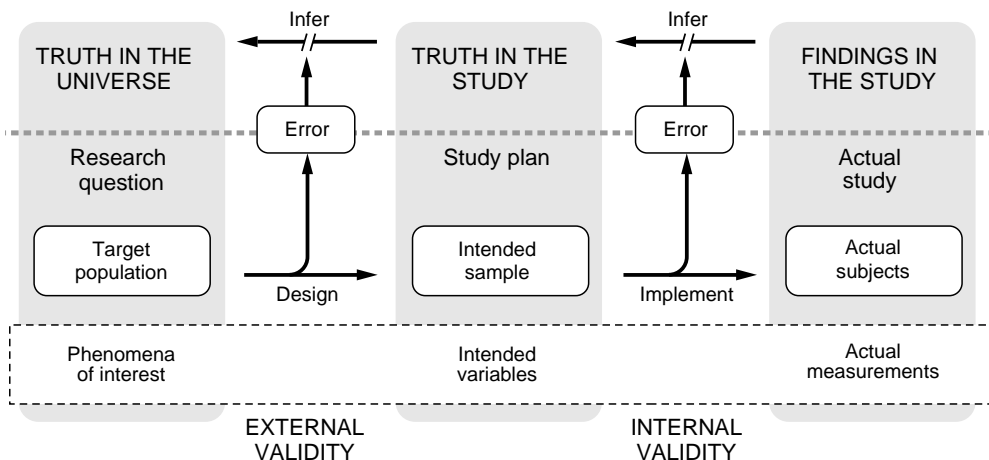 Infer
Infer
TRUTH IN THE
UNIVERSE
TRUTH IN THE
STUDY
FINDINGS IN
THE STUDY
Error
Error
Research
question
Study plan
Actual
study
Target
population
Intended
sample
Actual
subjects
Design
Implement
Phenomena
of interest
Intended
variables
Actual
measurements
EXTERNAL
VALIDITY
INTERNAL
VALIDITY